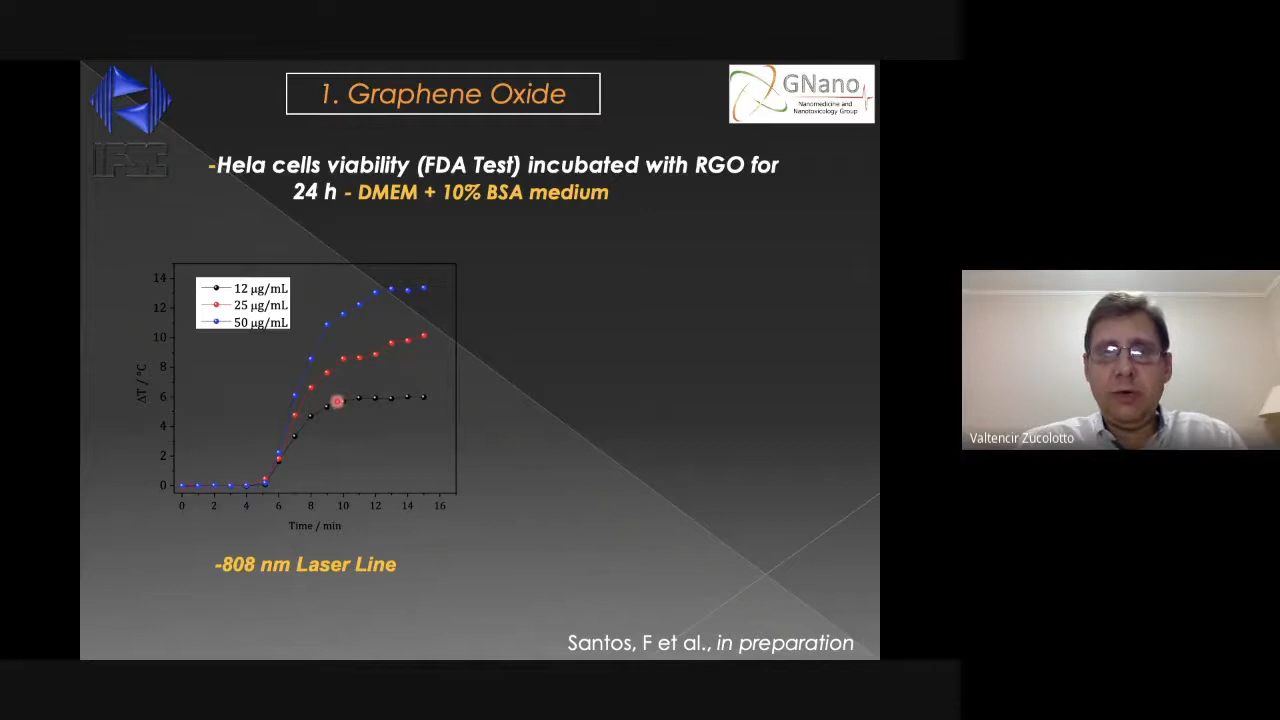 1. Graphene Oxide
GNano
Nanomedicine and
Nanotoxicology Group
IFSC
-Hela cells viability (FDA Test) incubated with RGO for
24 h - DMEM + 10% BSA medium
12 µg/mL
25 µg/mL
50 µg/mL
14
12
10
8
6
4
2
0
ΔT / °C
0 2 4 6 8 10 12 14 16
Time / min
-808 nm Laser Line
Santos, F et al., in preparation
Valtencir Zucolotto